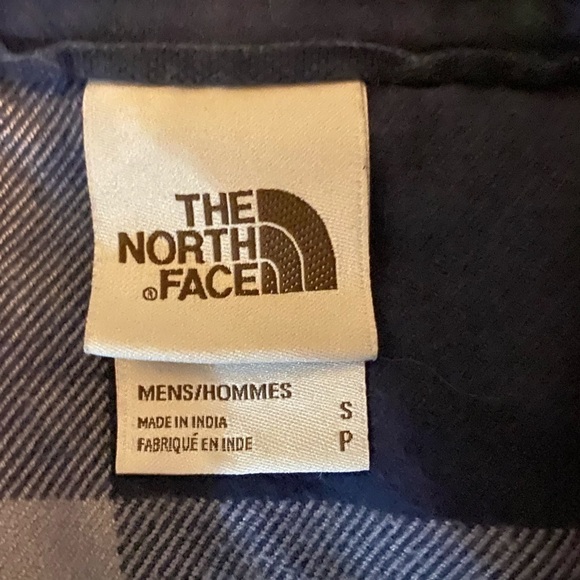 THE
NORTH
® FACE
MENS/HOMMES
MADE IN INDIA S
FABRIQUÉ EN INDE P